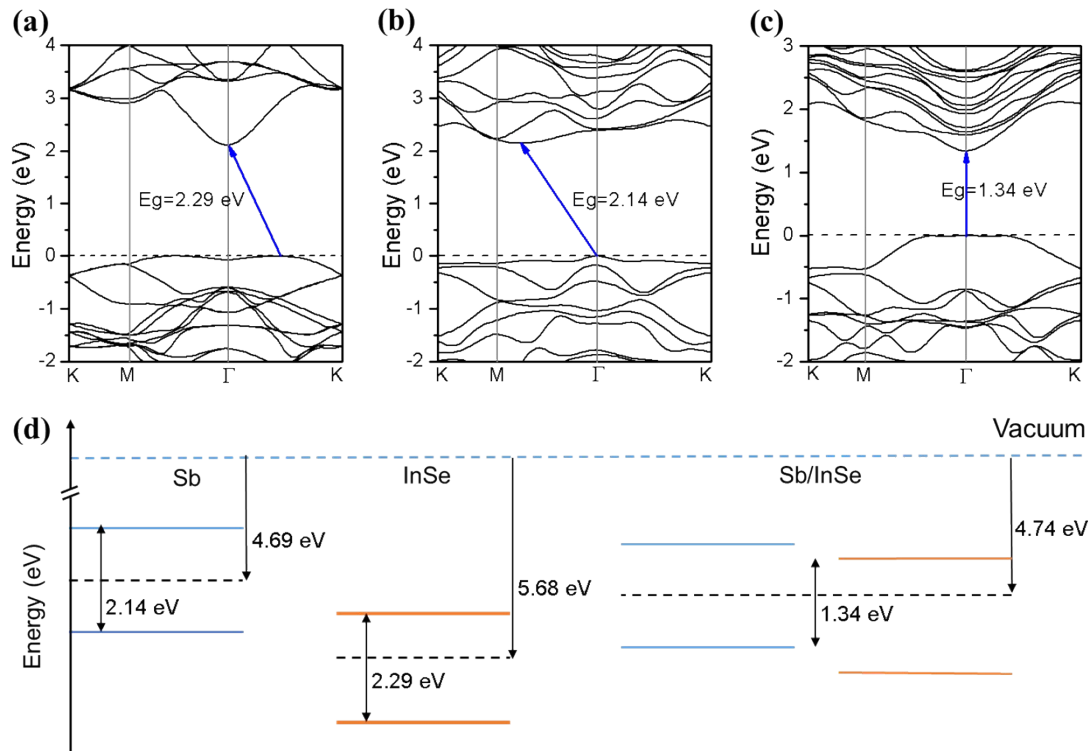 (a)
4
3
2
1
0
-1
-2
Energy (eV)
Eg=2.29 eV
K M Γ K
(b)
4
3
2
1
0
-1
-2
Energy (eV)
Eg=2.14 eV
K M Γ K
(c)
3
2
1
0
-1
-2
Energy (eV)
Eg=1.34 eV
K M Γ K
(d)
Vacuum
Sb InSe Sb/InSe
Energy (eV)
4.69 eV
2.14 eV
5.68 eV
2.29 eV
4.74 eV
1.34 eV